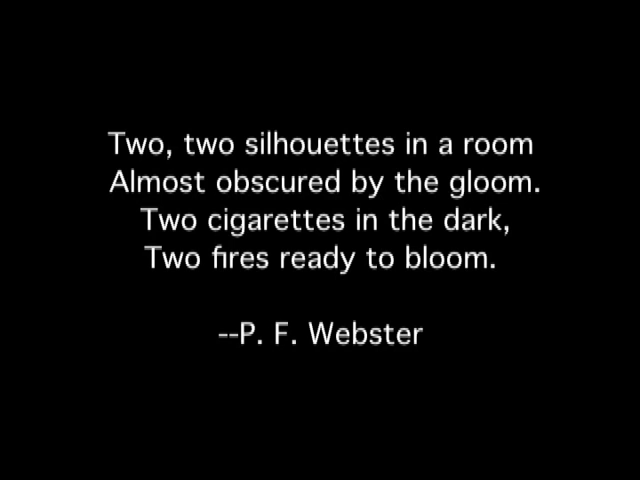 Two, two silhouettes in a room
Almost obscured by the gloom.
Two cigarettes in the dark,
Two fires ready to bloom.
--P. F. Webster